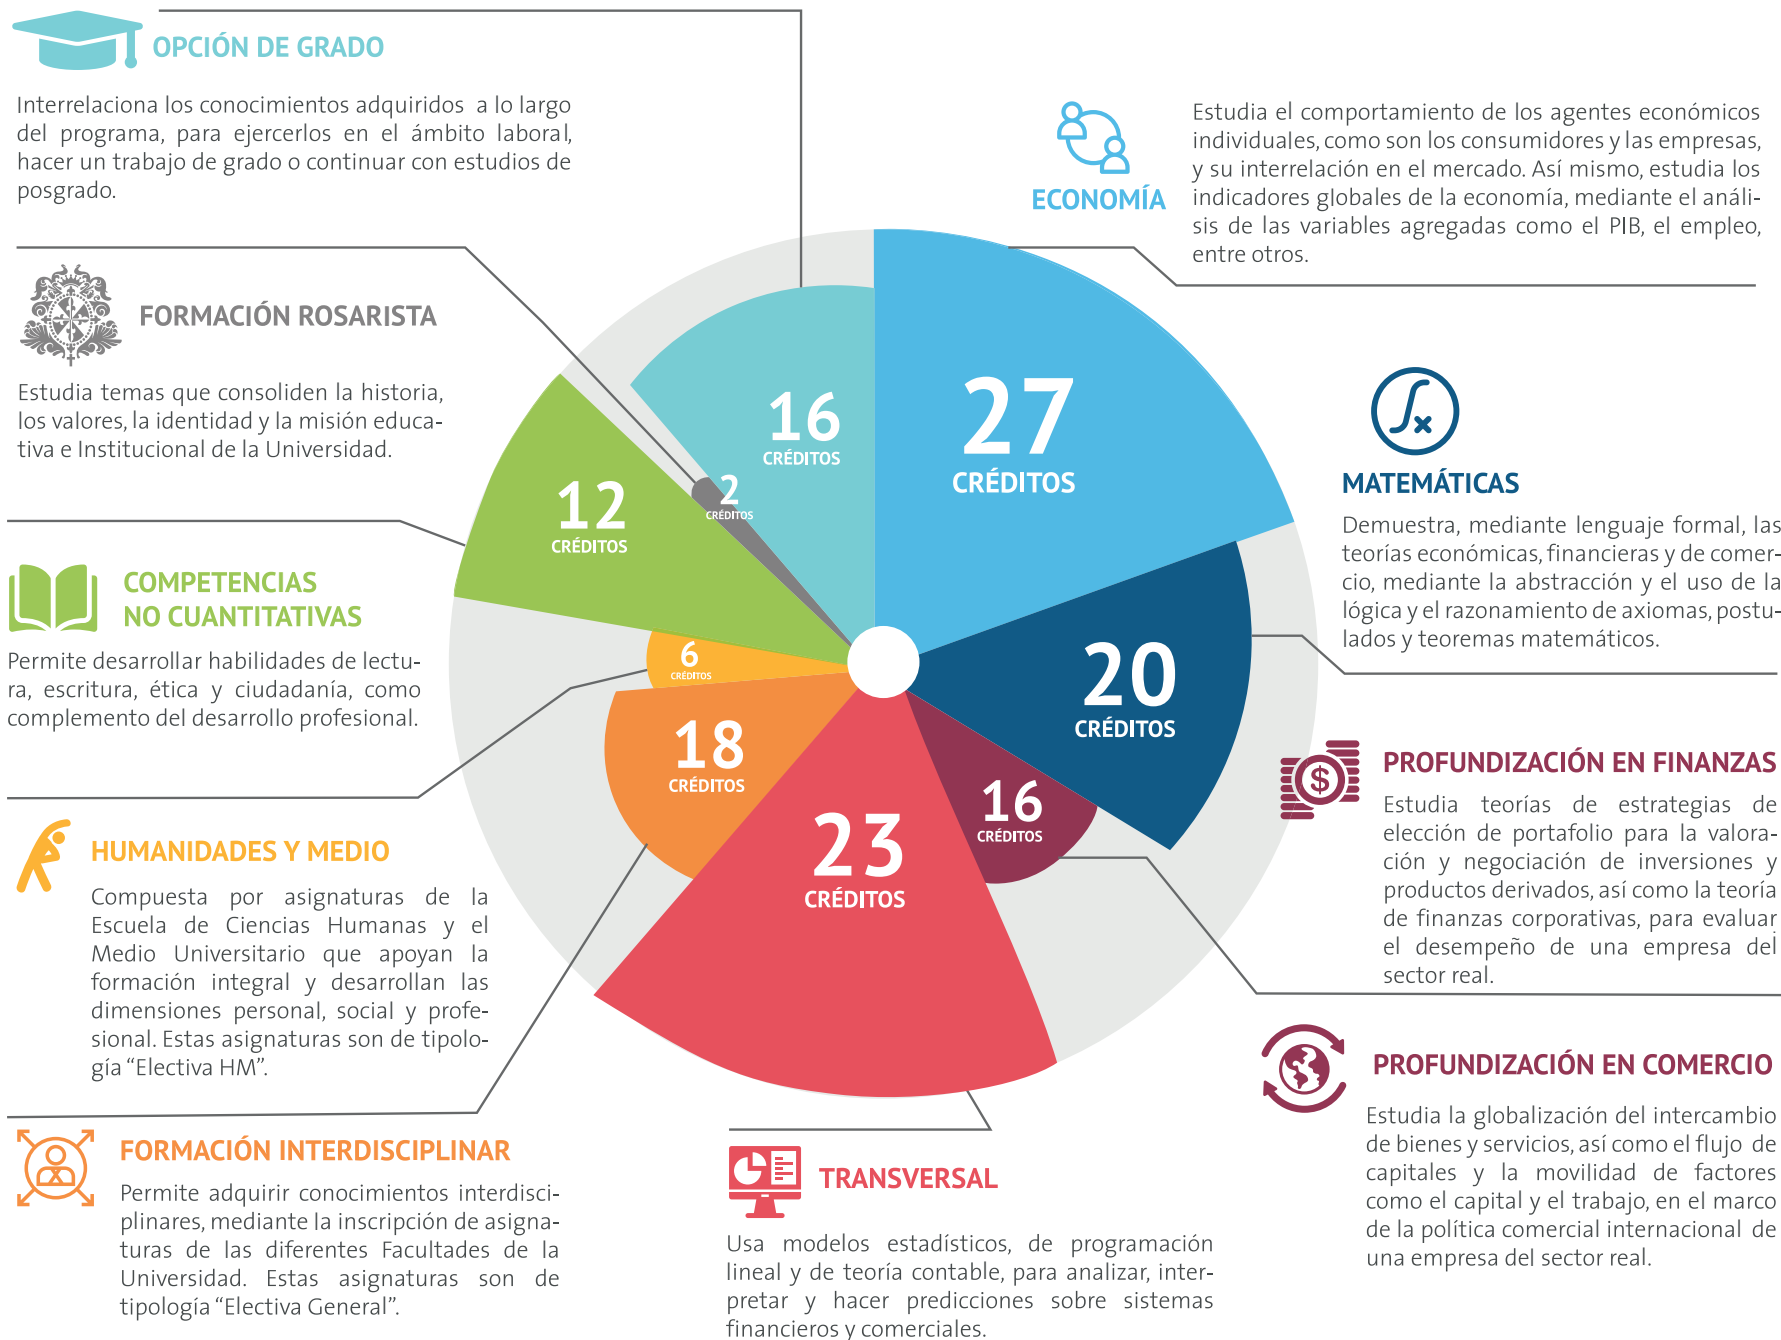 OPCIÓN DE GRADO
Interrelaciona los conocimientos adquiridos a lo largo
del programa, para ejercerlos en el ámbito laboral,
hacer un trabajo de grado o continuar con estudios de
posgrado.
FORMACIÓN ROSARISTA
Estudia temas que consoliden la historia,
los valores, la identidad y la misión educa-
tiva e Institucional de la Universidad.
COMPETENCIAS
NO CUANTITATIVAS
Permite desarrollar habilidades de lectu-
ra, escritura, ética y ciudadanía, como
complemento del desarrollo profesional.
HUMANIDADES Y MEDIO
Compuesta por asignaturas de la
Escuela de Ciencias Humanas y el
Medio Universitario que apoyan la
formación integral y desarrollan las
dimensiones personal, social y profe-
sional. Estas asignaturas son de tipolo-
gía “Electiva HM”.
FORMACIÓN INTERDISCIPLINAR
Permite adquirir conocimientos interdisci-
plinares, mediante la inscripción de asigna-
turas de las diferentes Facultades de la
Universidad. Estas asignaturas son de
tipología “Electiva General”.
16
CRÉDITOS
27
CRÉDITOS
2
CRÉDITOS
12
CRÉDITOS
6
CRÉDITOS
20
CRÉDITOS
18
CRÉDITOS
16
CRÉDITOS
23
CRÉDITOS
TRANSVERSAL
Usa modelos estadísticos, de programación
lineal y de teoría contable, para analizar, inter-
pretar y hacer predicciones sobre sistemas
financieros y comerciales.
ECONOMÍA
Estudia el comportamiento de los agentes económicos
individuales, como son los consumidores y las empresas,
y su interrelación en el mercado. Así mismo, estudia los
indicadores globales de la economía, mediante el análi-
sis de las variables agregadas como el PIB, el empleo,
entre otros.
x
MATEMÁTICAS
Demuestra, mediante lenguaje formal, las
teorías económicas, financieras y de comer-
cio, mediante la abstracción y el uso de la
lógica y el razonamiento de axiomas, postu-
lados y teoremas matemáticos.
$
PROFUNDIZACIÓN EN FINANZAS
Estudia teorías de estrategias de
elección de portafolio para la valora-
ción y negociación de inversiones y
productos derivados, así como la teoría
de finanzas corporativas, para evaluar
el desempeño de una empresa del
sector real.
PROFUNDIZACIÓN EN COMERCIO
Estudia la globalización del intercambio
de bienes y servicios, así como el flujo de
capitales y la movilidad de factores
como el capital y el trabajo, en el marco
de la política comercial internacional de
una empresa del sector real.